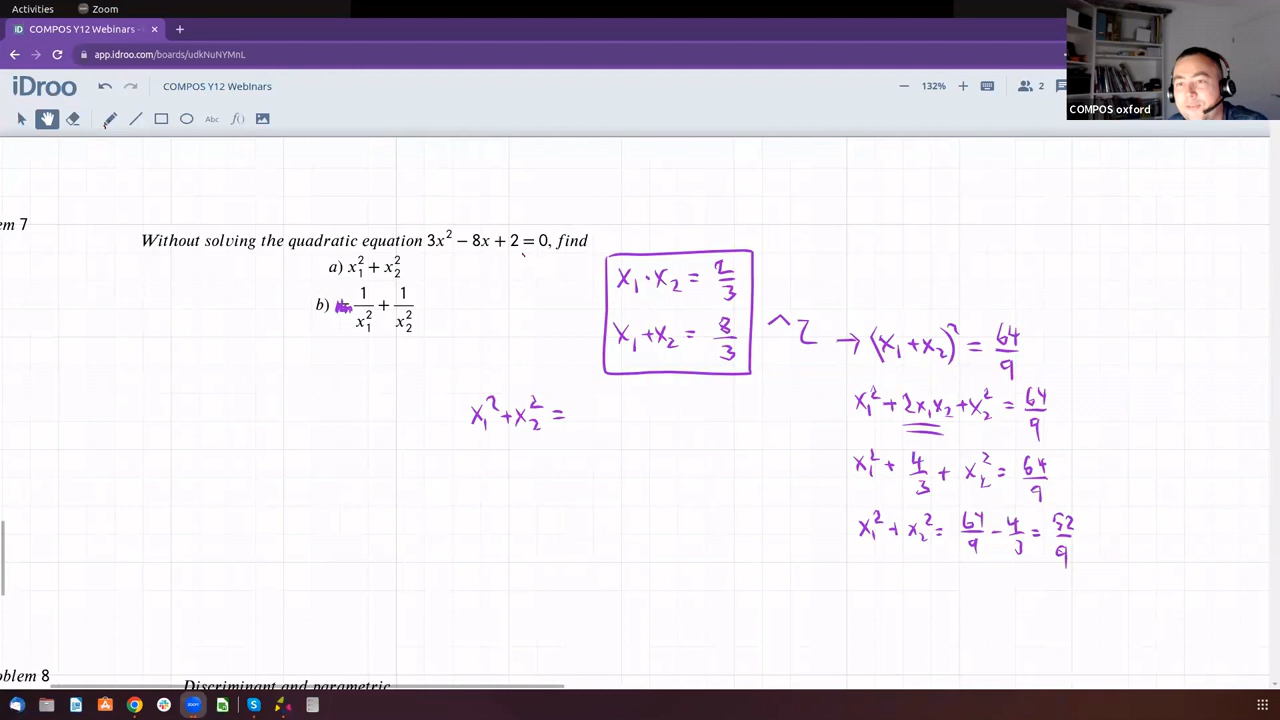 Activities Zoom
COMPOS Y12 Webinars -
app.idroo.com/boards/udkNuNYMnL
iDroo COMPOS Y12 WebInars 132% 2
COMPOS oxford
Abc f()
em 7
Without solving the quadratic equation 3x² − 8x + 2 = 0, find
a) x₁² + x₂²
b) 1/x₁² + 1/x₂²
x₁·x₂ = 2/3
x₁+x₂ = 8/3 ^2
→ (x₁+x₂)² = 64/9
x₁² + 2x₁x₂ + x₂² = 64/9
x₁² + 4/3 + x₂² = 64/9
x₁² + x₂² = 64/9 − 4/3 = 52/9
x₁² + x₂² =
oblem 8
Discriminant and parametric